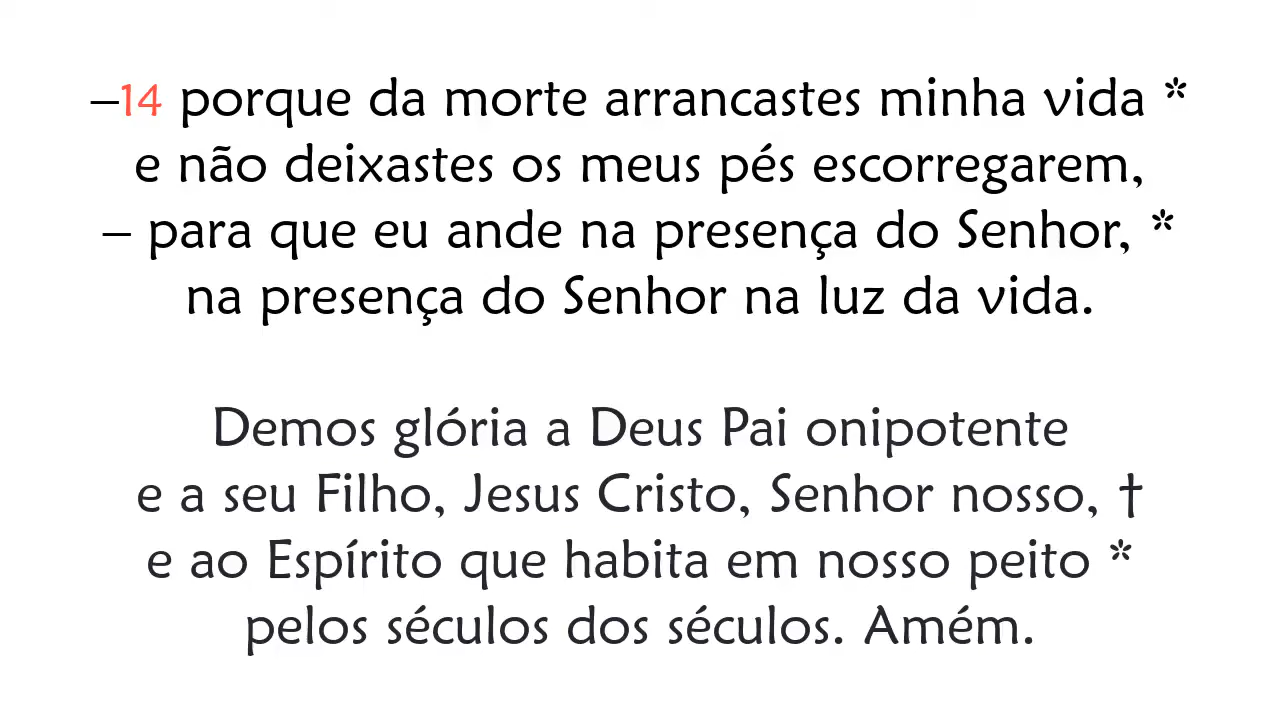 –14 porque da morte arrancastes minha vida *
e não deixastes os meus pés escorregarem,
– para que eu ande na presença do Senhor, *
na presença do Senhor na luz da vida.
Demos glória a Deus Pai onipotente
e a seu Filho, Jesus Cristo, Senhor nosso, †
e ao Espírito que habita em nosso peito *
pelos séculos dos séculos. Amém.